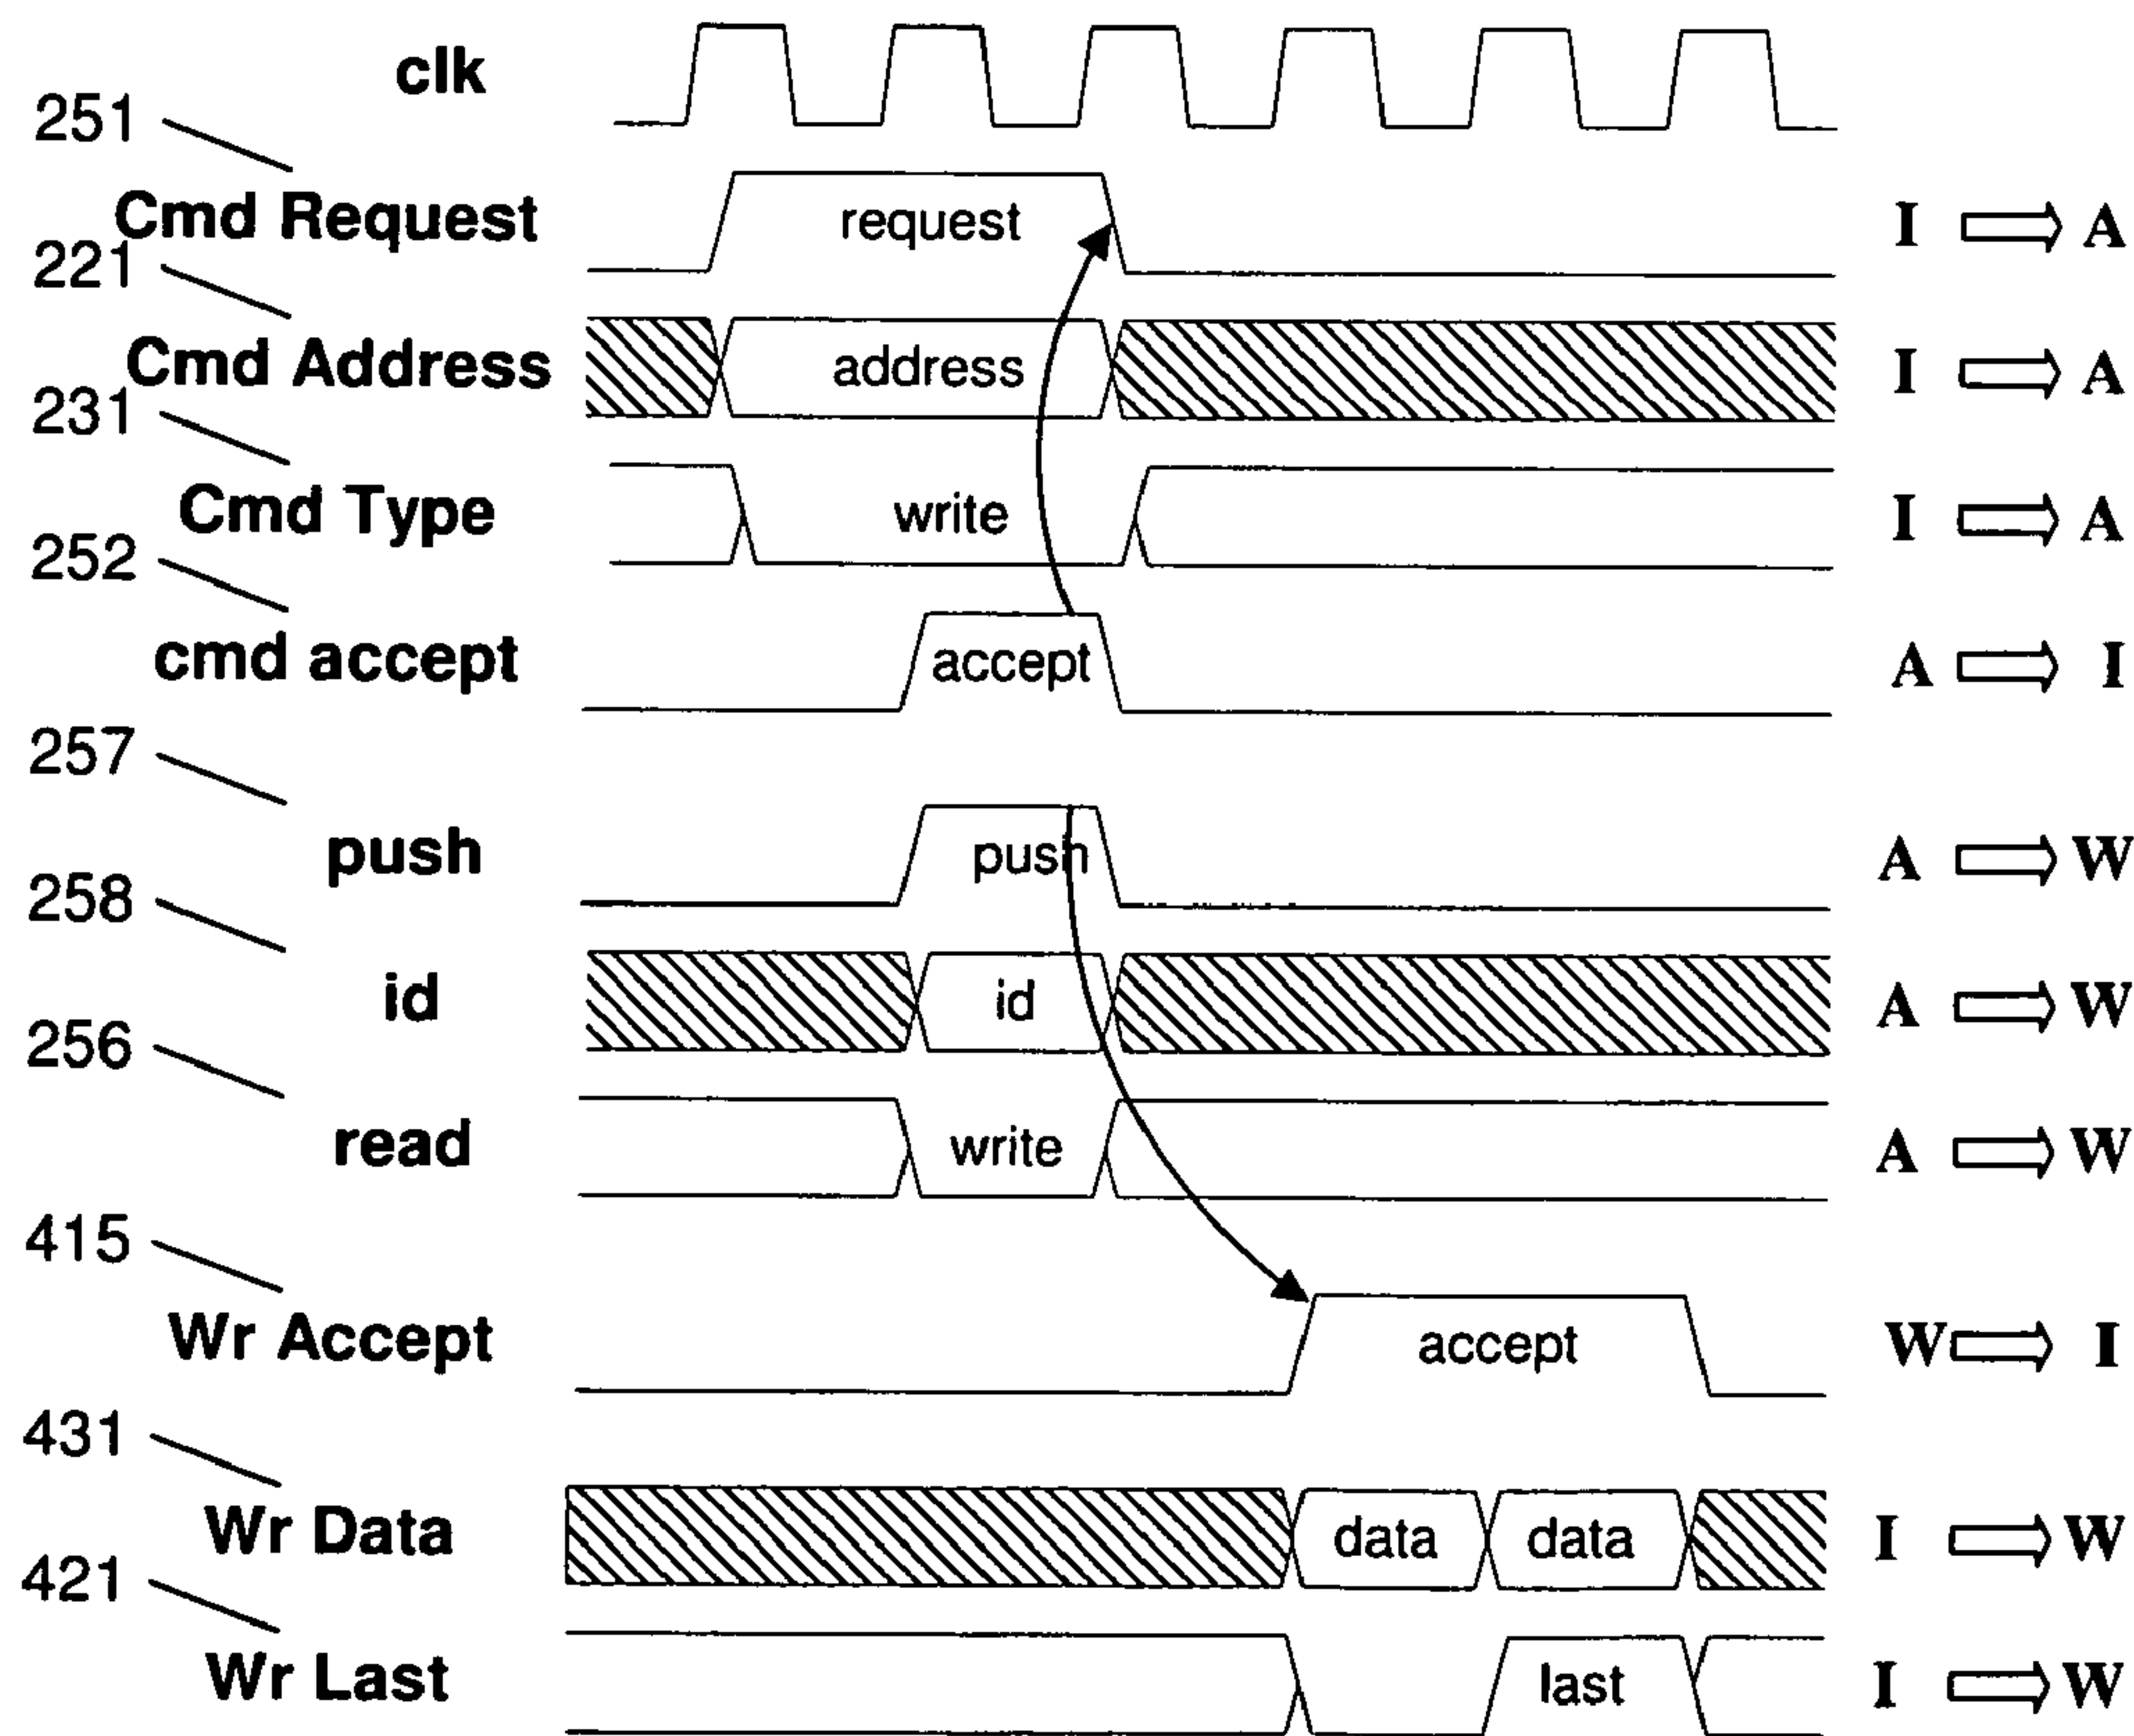 clk
251
Cmd Request request I A
221
Cmd Address address I A
231
Cmd Type write I A
252
cmd accept accept A I
257
push push A W
258
id id A W
256
read write A W
415
Wr Accept accept W I
431
Wr Data data data I W
421
Wr Last last I W